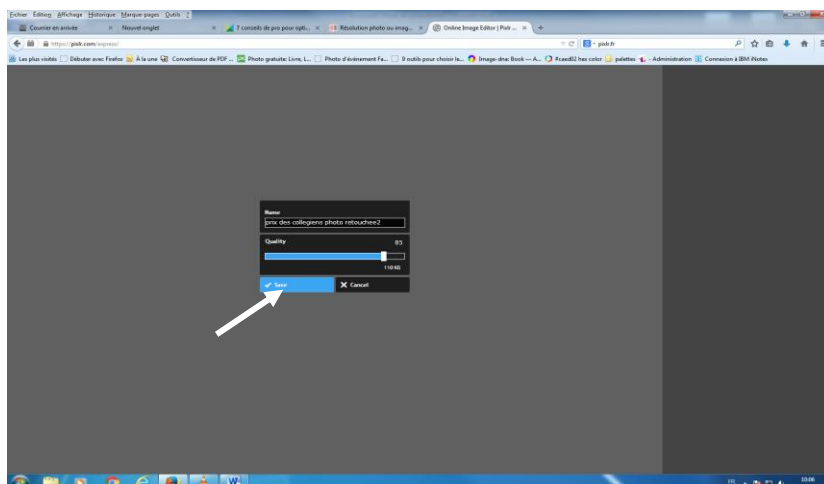 Fichier Édition Affichage Historique Marque-pages Outils ?
Courrier en arrivée
Nouvel onglet
7 conseils de pro pour opti...
Résolution photo ou imag...
Online Image Editor | Pixlr ...
https://pixlr.com/express/
pixlr.fr
Les plus visités
Débuter avec Firefox
À la une
Convertisseur de PDF ...
Photo gratuite: Livre, L...
Photo d'événement Fa...
9 outils pour choisir la...
Image-dna: Book — A...
#caed02 hex color
palettes
- Administration
Connexion à IBM iNotes
Name
prix des collegiens photo retouchee2
Quality 85
110 KB
Save
Cancel
FR
10:06